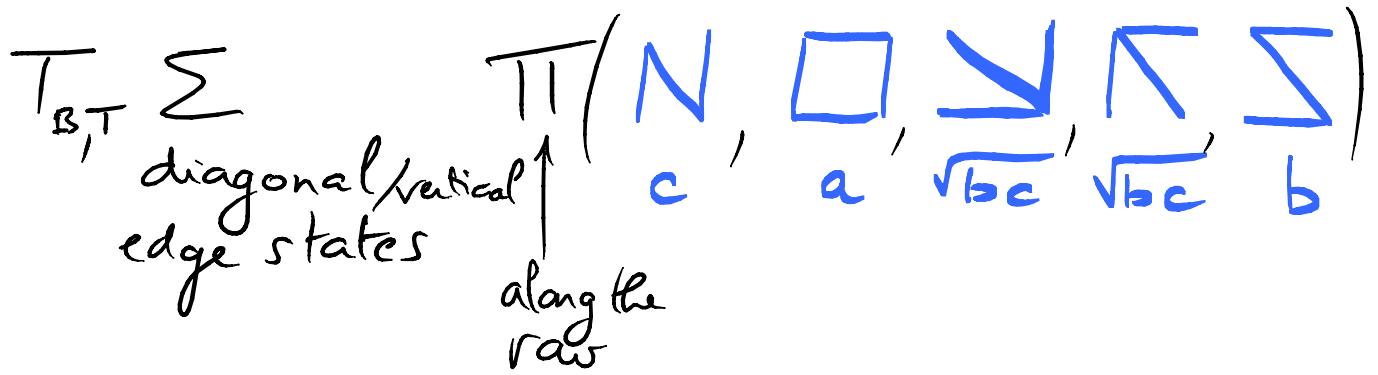 T_{B,T} Σ Π ( , , , , )
c a √bc √bc b
diagonal/vertical
edge states
along the
raw